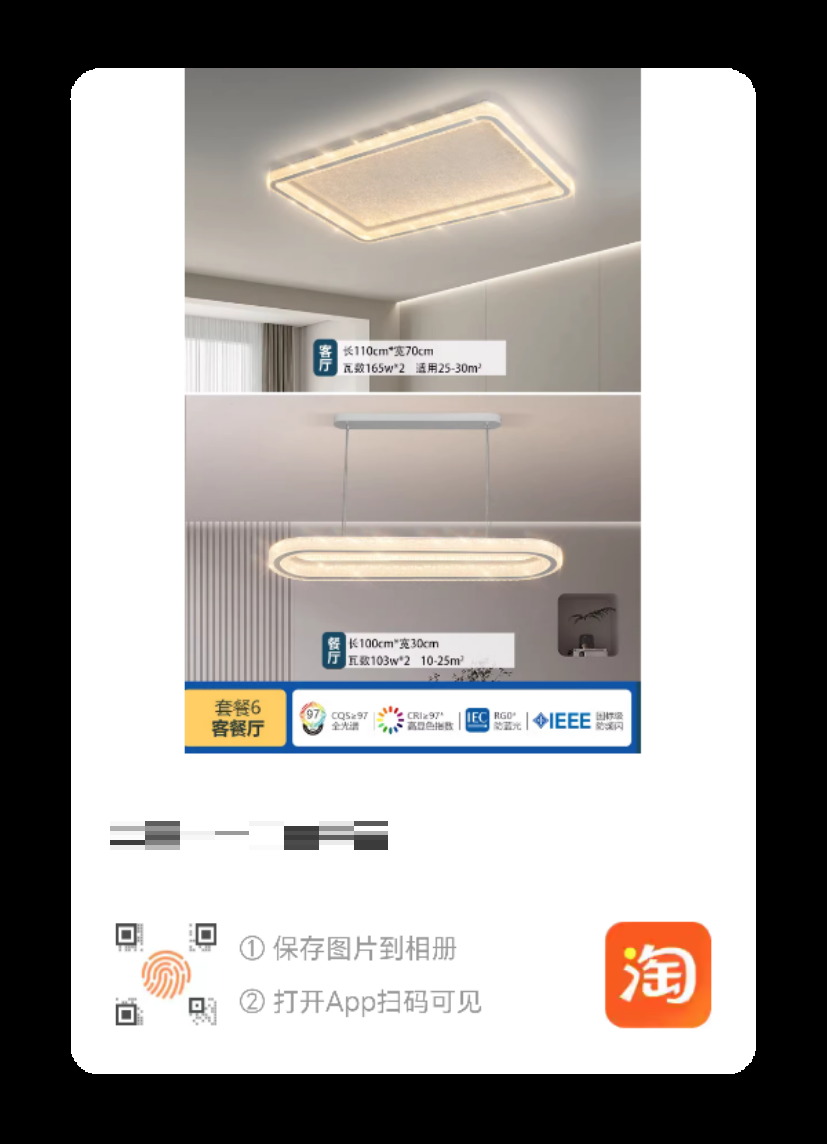 客厅
长110cm*宽70cm
瓦数165w*2 适用25-30m²
餐厅
长100cm*宽30cm
瓦数103w*2 10-25m²
套餐6
客餐厅
97
CQS≥97
全光谱
CRI≥97*
高显色指数
IEC
RG0*
防蓝光
IEEE
国标级
防频闪
① 保存图片到相册
② 打开App扫码可见
淘